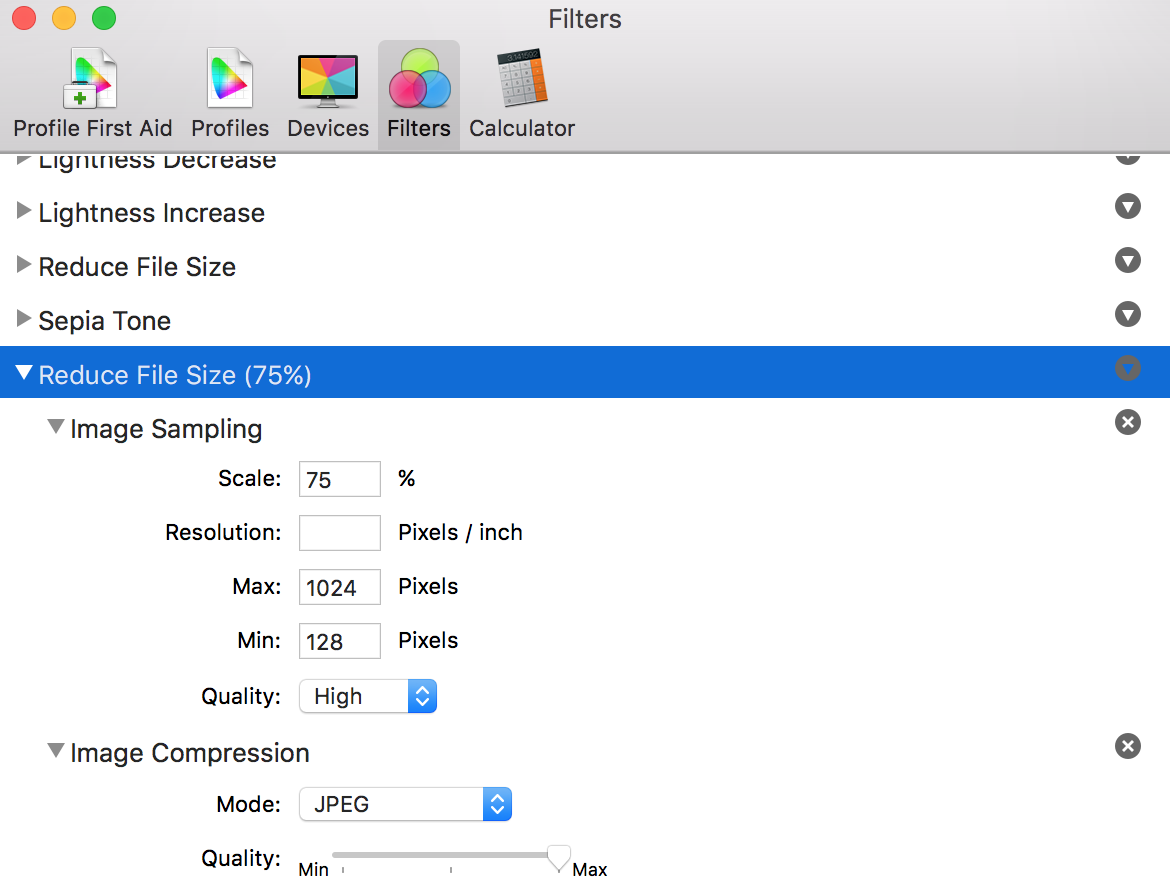 Filters
Profile First Aid Profiles Devices Filters Calculator
Lightness Decrease
Lightness Increase
Reduce File Size
Sepia Tone
Reduce File Size (75%)
Image Sampling
Scale: 75 %
Resolution: Pixels / inch
Max: 1024 Pixels
Min: 128 Pixels
Quality: High
Image Compression
Mode: JPEG
Quality: Min Max